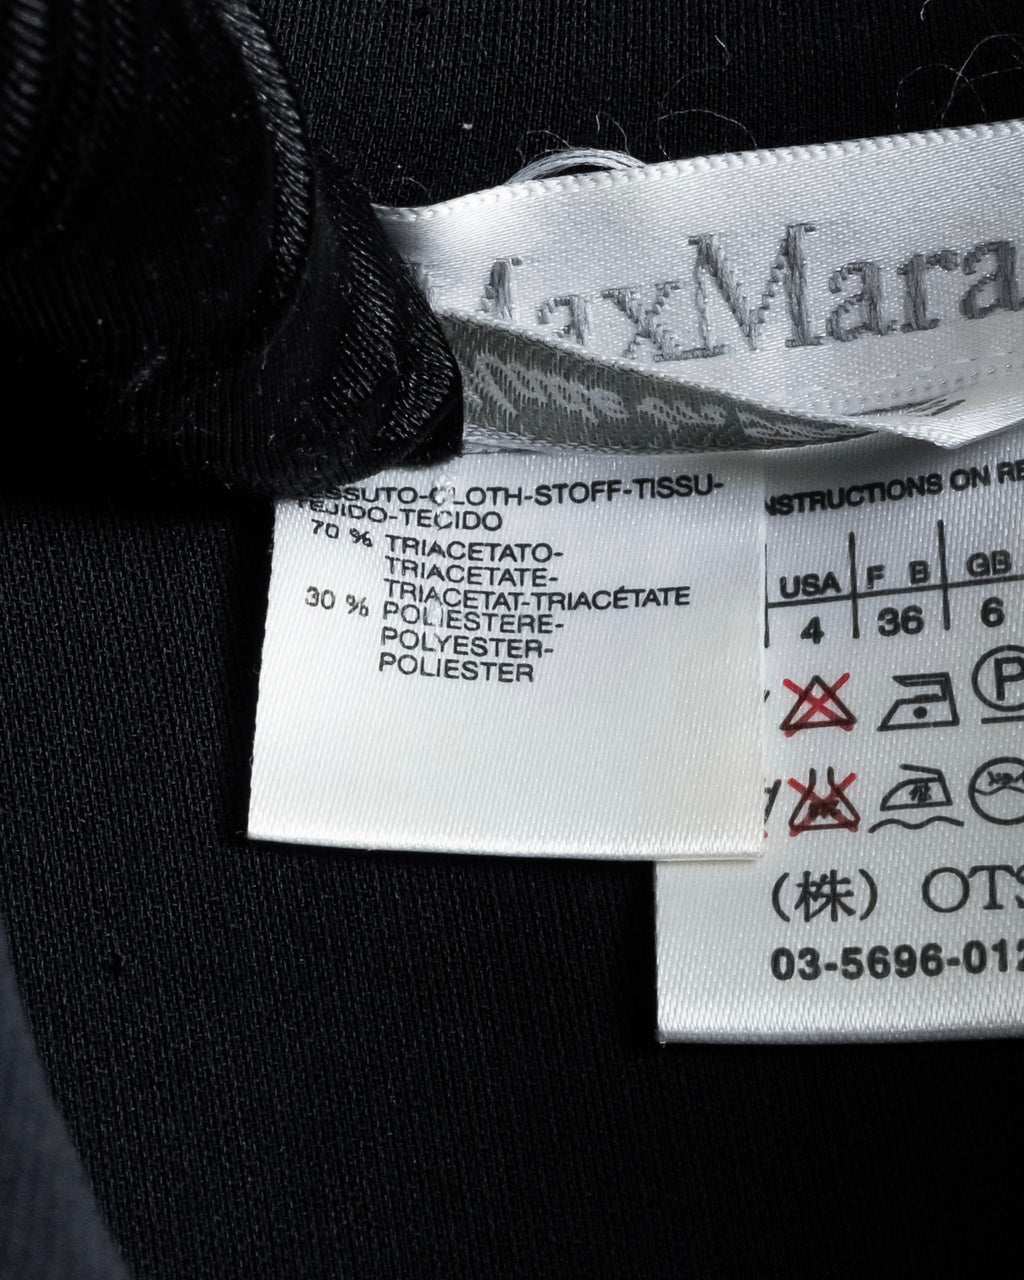 MaxMara
TESSUTO-CLOTH-STOFF-TISSU-
TEJIDO-TECIDO
70 % TRIACETATO-
TRIACETATE-
TRIACETAT-TRIACÉTATE
30 % POLIESTERE-
POLYESTER-
POLIESTER
NSTRUCTIONS ON RE
USA F B GB
4 36 6
P
(株) OTS
03-5696-012